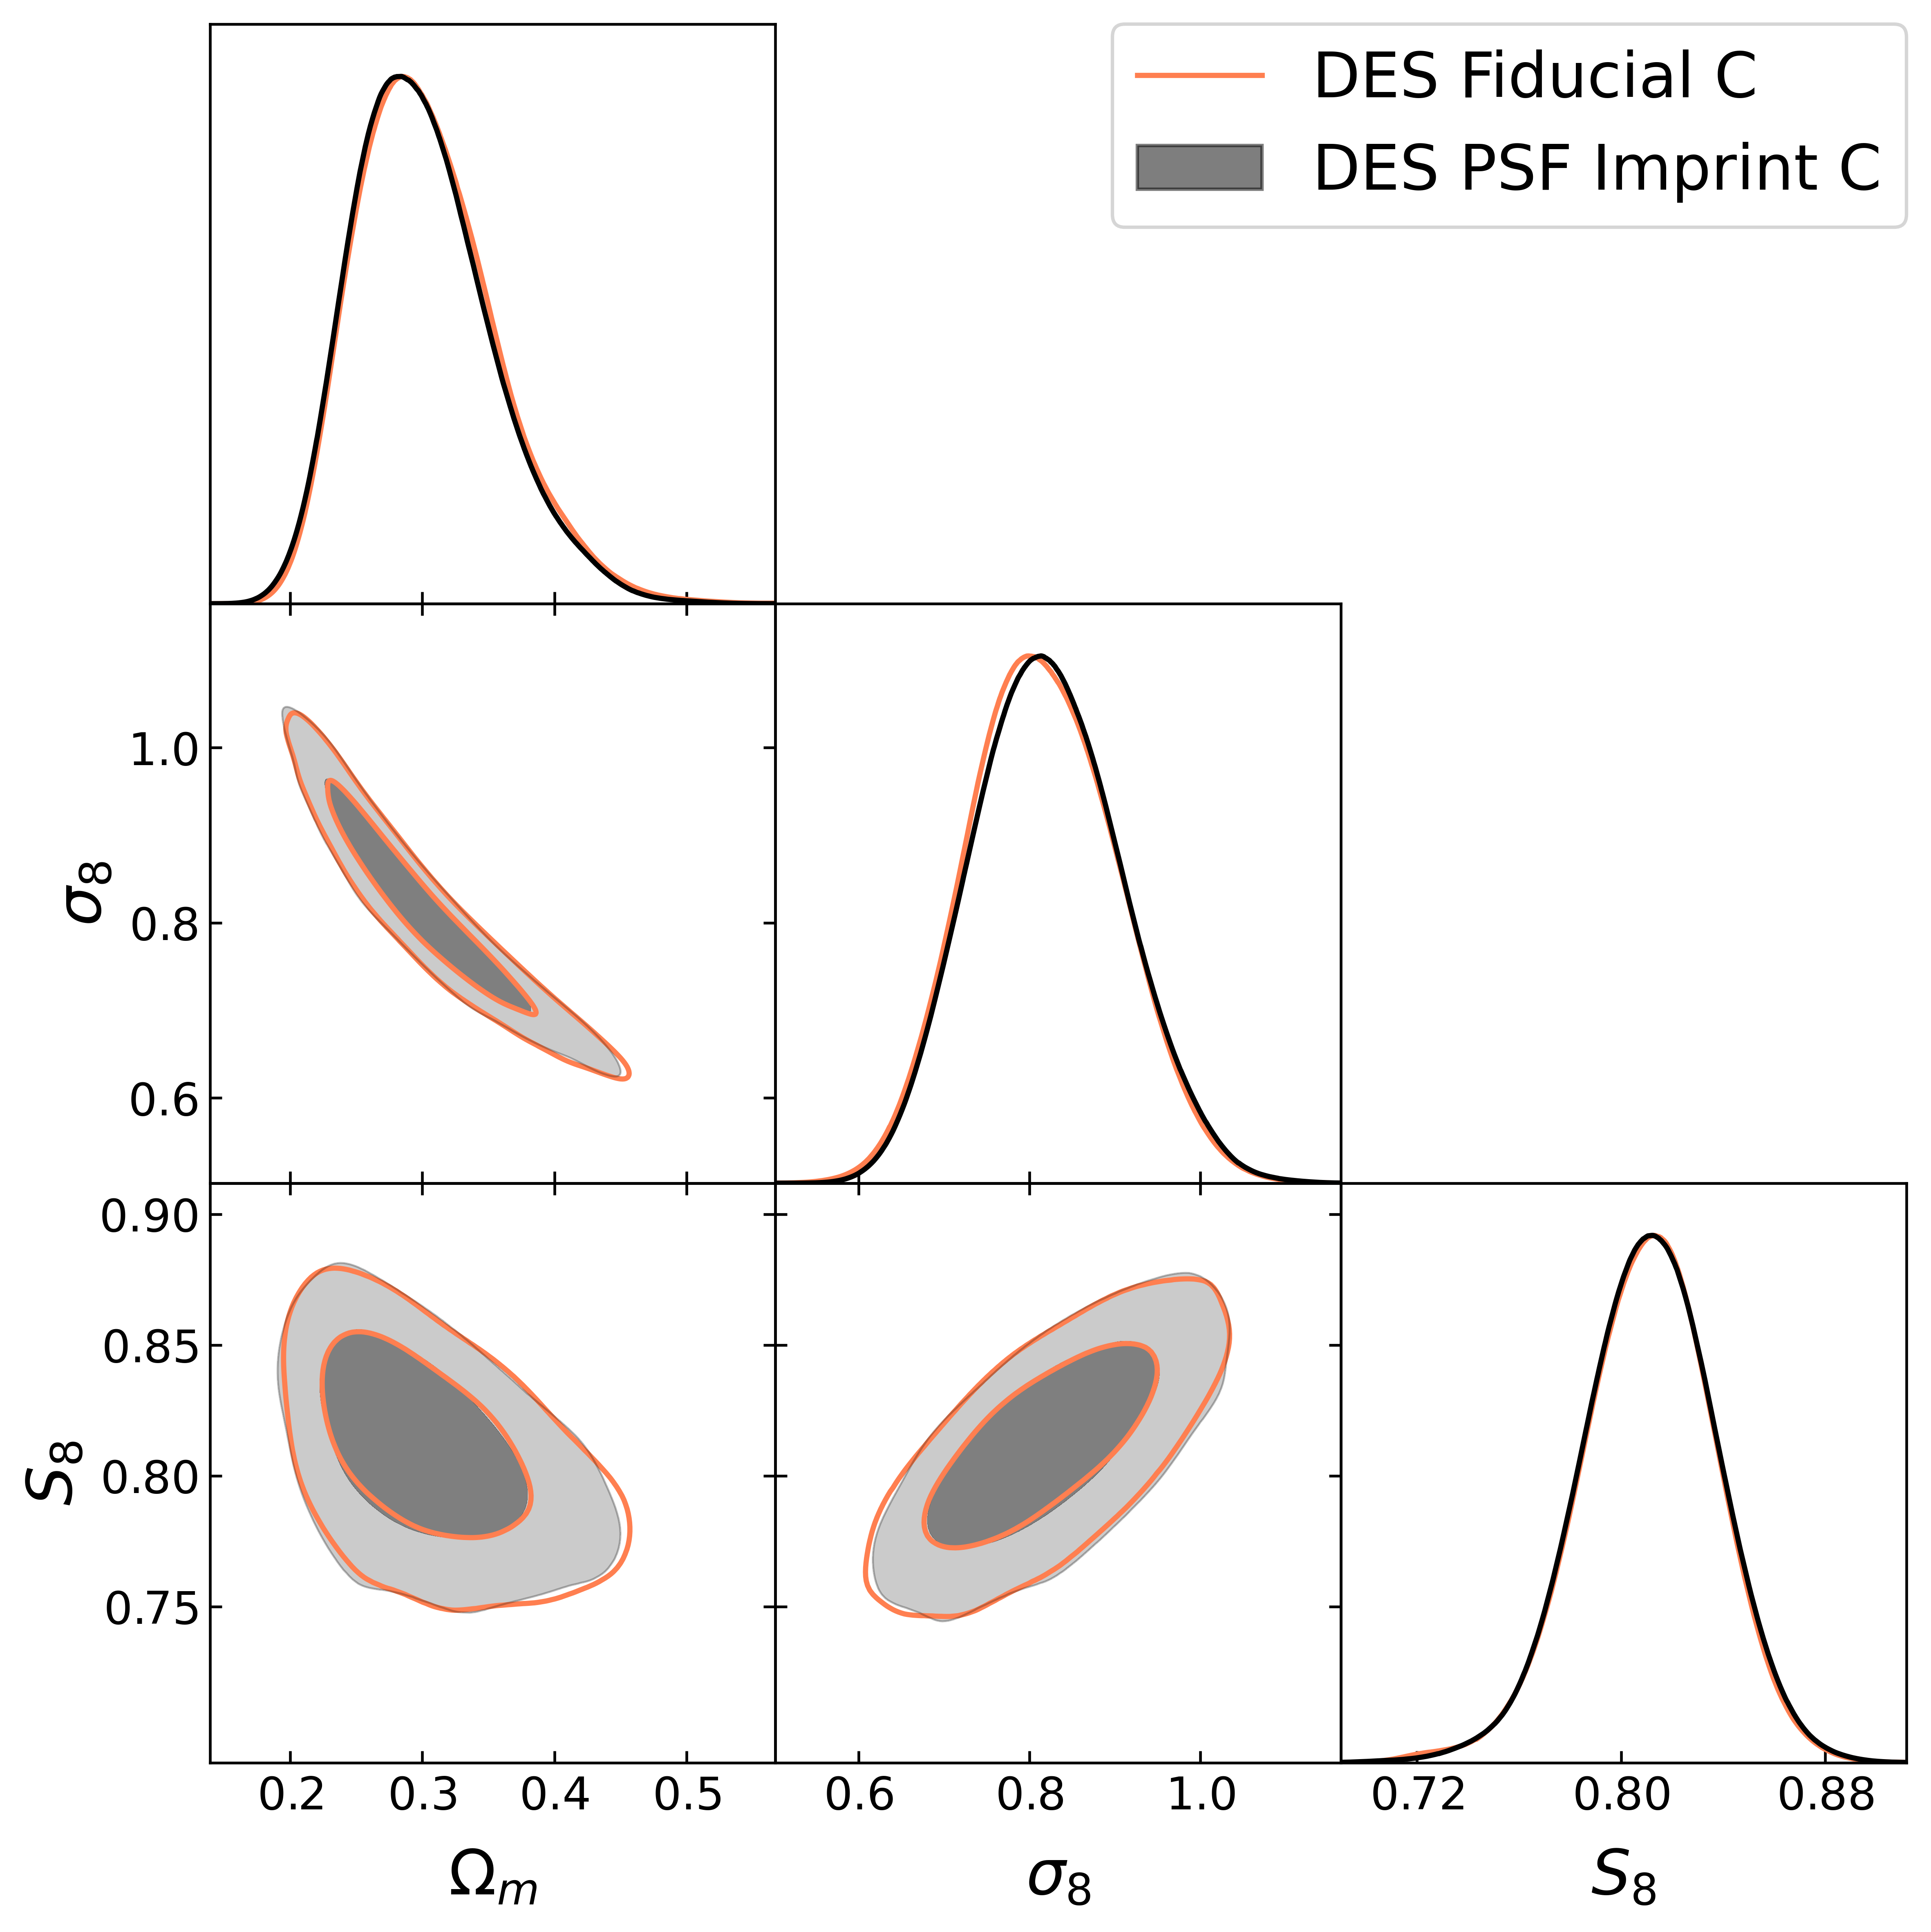 DES Fiducial C
DES PSF Imprint C
1.0
0.8
0.6
σ8
0.90
0.85
0.80
0.75
S8
0.2 0.3 0.4 0.5
0.6 0.8 1.0
0.72 0.80 0.88
Ωm
σ8
S8